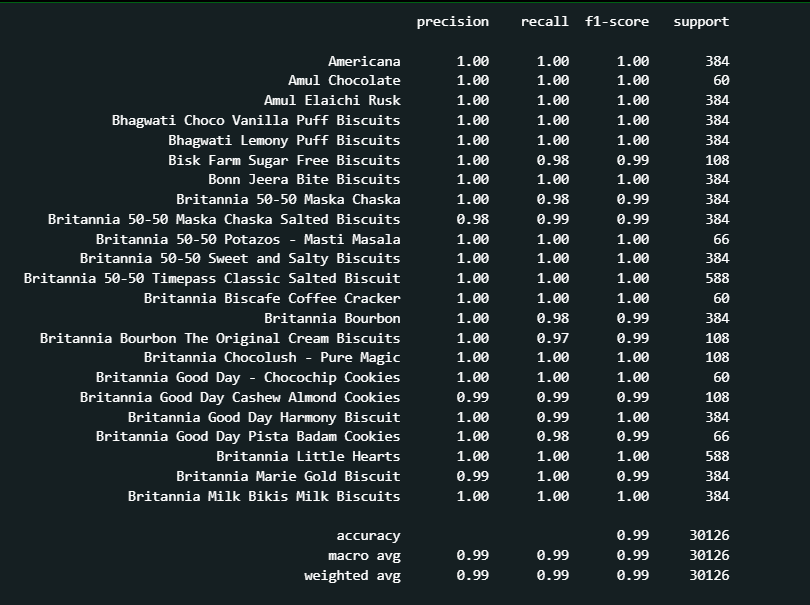 precision recall f1-score support
Americana 1.00 1.00 1.00 384
Amul Chocolate 1.00 1.00 1.00 60
Amul Elaichi Rusk 1.00 1.00 1.00 384
Bhagwati Choco Vanilla Puff Biscuits 1.00 1.00 1.00 384
Bhagwati Lemony Puff Biscuits 1.00 1.00 1.00 384
Bisk Farm Sugar Free Biscuits 1.00 0.98 0.99 108
Bonn Jeera Bite Biscuits 1.00 1.00 1.00 384
Britannia 50-50 Maska Chaska 1.00 0.98 0.99 384
Britannia 50-50 Maska Chaska Salted Biscuits 0.98 0.99 0.99 384
Britannia 50-50 Potazos - Masti Masala 1.00 1.00 1.00 66
Britannia 50-50 Sweet and Salty Biscuits 1.00 1.00 1.00 384
Britannia 50-50 Timepass Classic Salted Biscuit 1.00 1.00 1.00 588
Britannia Biscafe Coffee Cracker 1.00 1.00 1.00 60
Britannia Bourbon 1.00 0.98 0.99 384
Britannia Bourbon The Original Cream Biscuits 1.00 0.97 0.99 108
Britannia Chocolush - Pure Magic 1.00 1.00 1.00 108
Britannia Good Day - Chocochip Cookies 1.00 1.00 1.00 60
Britannia Good Day Cashew Almond Cookies 0.99 0.99 0.99 108
Britannia Good Day Harmony Biscuit 1.00 0.99 1.00 384
Britannia Good Day Pista Badam Cookies 1.00 0.98 0.99 66
Britannia Little Hearts 1.00 1.00 1.00 588
Britannia Marie Gold Biscuit 0.99 1.00 0.99 384
Britannia Milk Bikis Milk Biscuits 1.00 1.00 1.00 384
accuracy 0.99 30126
macro avg 0.99 0.99 0.99 30126
weighted avg 0.99 0.99 0.99 30126